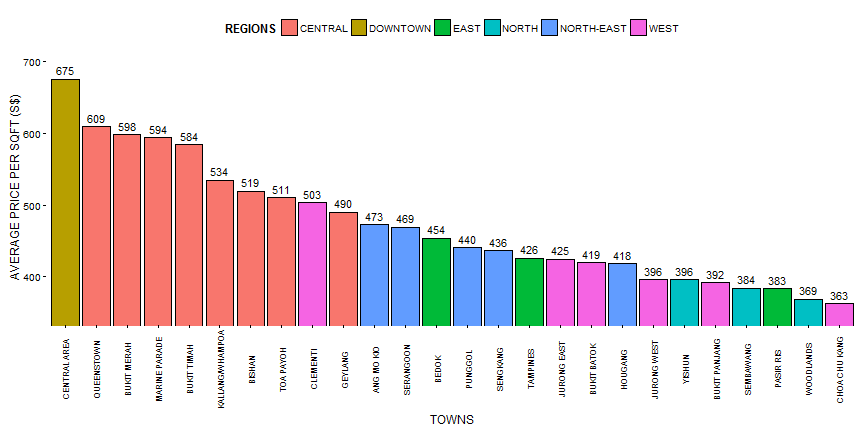 REGIONS CENTRAL DOWNTOWN EAST NORTH NORTH-EAST WEST
AVERAGE PRICE PER SQFT (S$)
700
600
500
400
675
609
598
594
584
534
519
511
503
490
473
469
454
440
436
426
425
419
418
396
396
392
384
383
369
363
CENTRAL AREA
QUEENSTOWN
BUKIT MERAH
MARINE PARADE
BUKIT TIMAH
KALLANG/WHAMPOA
BISHAN
TOA PAYOH
CLEMENTI
GEYLANG
ANG MO KIO
SERANGOON
BEDOK
PUNGGOL
SENGKANG
TAMPINES
JURONG EAST
BUKIT BATOK
HOUGANG
JURONG WEST
YISHUN
BUKIT PANJANG
SEMBAWANG
PASIR RIS
WOODLANDS
CHOA CHU KANG
TOWNS